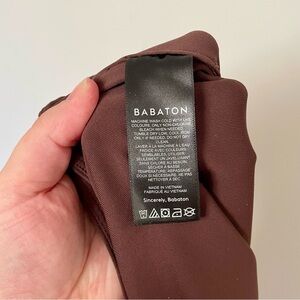 BABATON
MACHINE WASH COLD WITH LIKE
COLOURS, ONLY NON-CHLORINE
BLEACH WHEN NEEDED,
TUMBLE DRY LOW, COOL IRON
IF NEEDED, DO NOT DRY
CLEAN.
LAVER À LA MACHINE À L'EAU
FROIDE AVEC COULEURS
SEMBLABLES, UTILISER
SEULEMENT UN JAVELLISANT
SANS CHLORE AU BESOIN,
SÉCHER À BASSE
TEMPÉRATURE, REPASSAGE
DOUX SI NÉCESSAIRE, NE PAS
NETTOYER À SEC.
MADE IN VIETNAM
FABRIQUÉ AU VIETNAM
Sincerely, Babaton